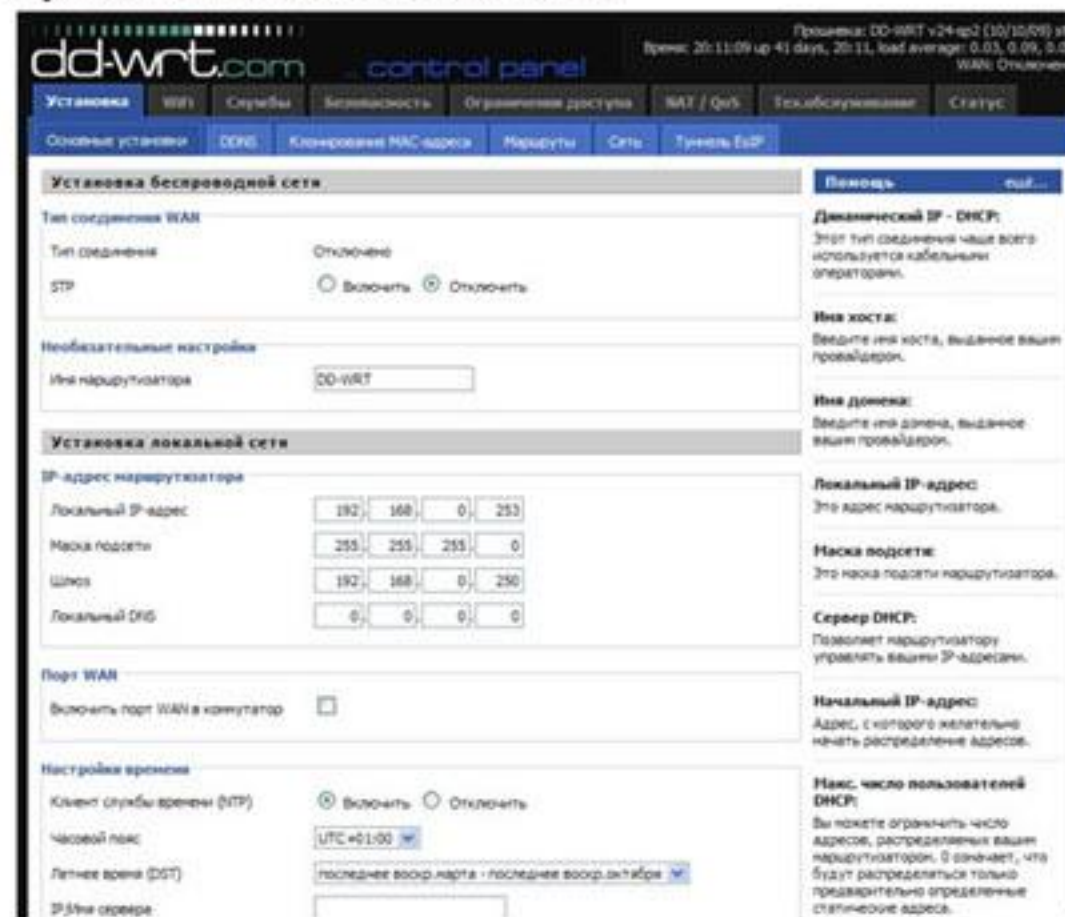 dd-wrt.com ... control panel
Прошивка: DD-WRT v24-sp2 (10/10/09) st
Время: 20:11:09 up 41 days, 20:11, load average: 0.03, 0.09, 0.0
WAN: Отключен
Установка WiFi Службы Безопасность Ограничения доступа NAT / QoS Тех.обслуживание Статус
Основные установки DDNS Клонирование MAC-адреса Маршруты Сеть Туннель EoIP
Установка беспроводной сети
Тип соединения WAN
Тип соединения Отключено
STP Включить Отключить
Необязательные настройки
Имя маршрутизатора DD-WRT
Установка локальной сети
IP-адрес маршрутизатора
Локальный IP-адрес 192. 168. 0. 253
Маска подсети 255. 255. 255. 0
Шлюз 192. 168. 0. 250
Локальный DNS 0. 0. 0. 0
Порт WAN
Включить порт WAN в коммутатор
Настройки времени
Клиент службы времени (NTP) Включить Отключить
Часовой пояс UTC+01:00
Летнее время (DST) последнее воскр.марта - последнее воскр.октября
IP/Имя сервера
Помощь ещё...
Динамический IP - DHCP:
Этот тип соединения чаще всего
используется кабельными
операторами.
Имя хоста:
Введите имя хоста, выданное вашим
провайдером.
Имя домена:
Введите имя домена, выданное
вашим провайдером.
Локальный IP-адрес:
Это адрес маршрутизатора.
Маска подсети:
Это маска подсети маршрутизатора.
Сервер DHCP:
Позволяет маршрутизатору
управлять вашими IP-адресами.
Начальный IP-адрес:
Адрес, с которого желательно
начать распределение адресов.
Макс. число пользователей
DHCP:
Вы можете ограничить число
адресов, распределяемых вашим
маршрутизатором. 0 означает, что
будут распределяться только
предварительно определенные
статические адреса.